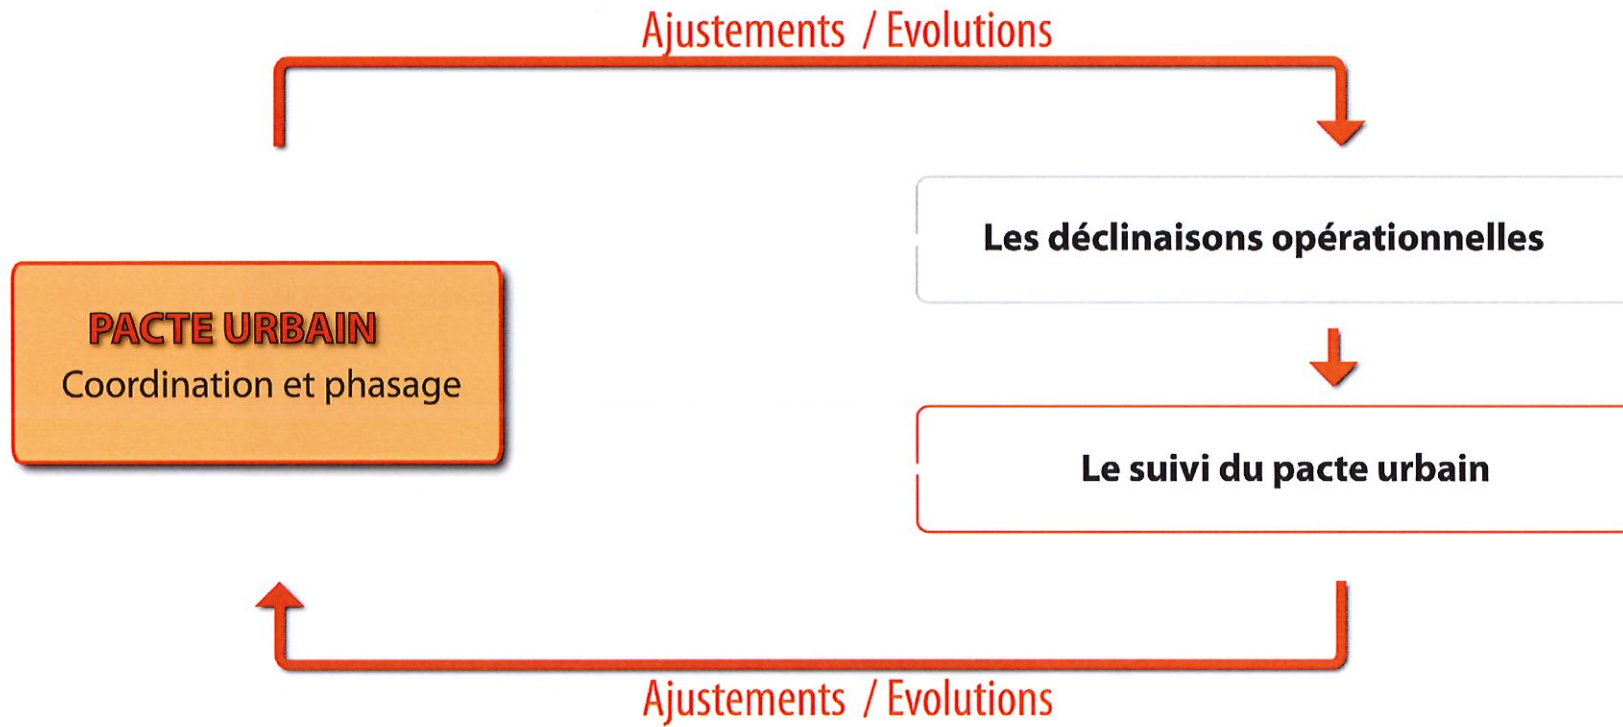 Ajustements / Evolutions
Les déclinaisons opérationnelles
PACTE URBAIN
Coordination et phasage
Le suivi du pacte urbain
Ajustements / Evolutions